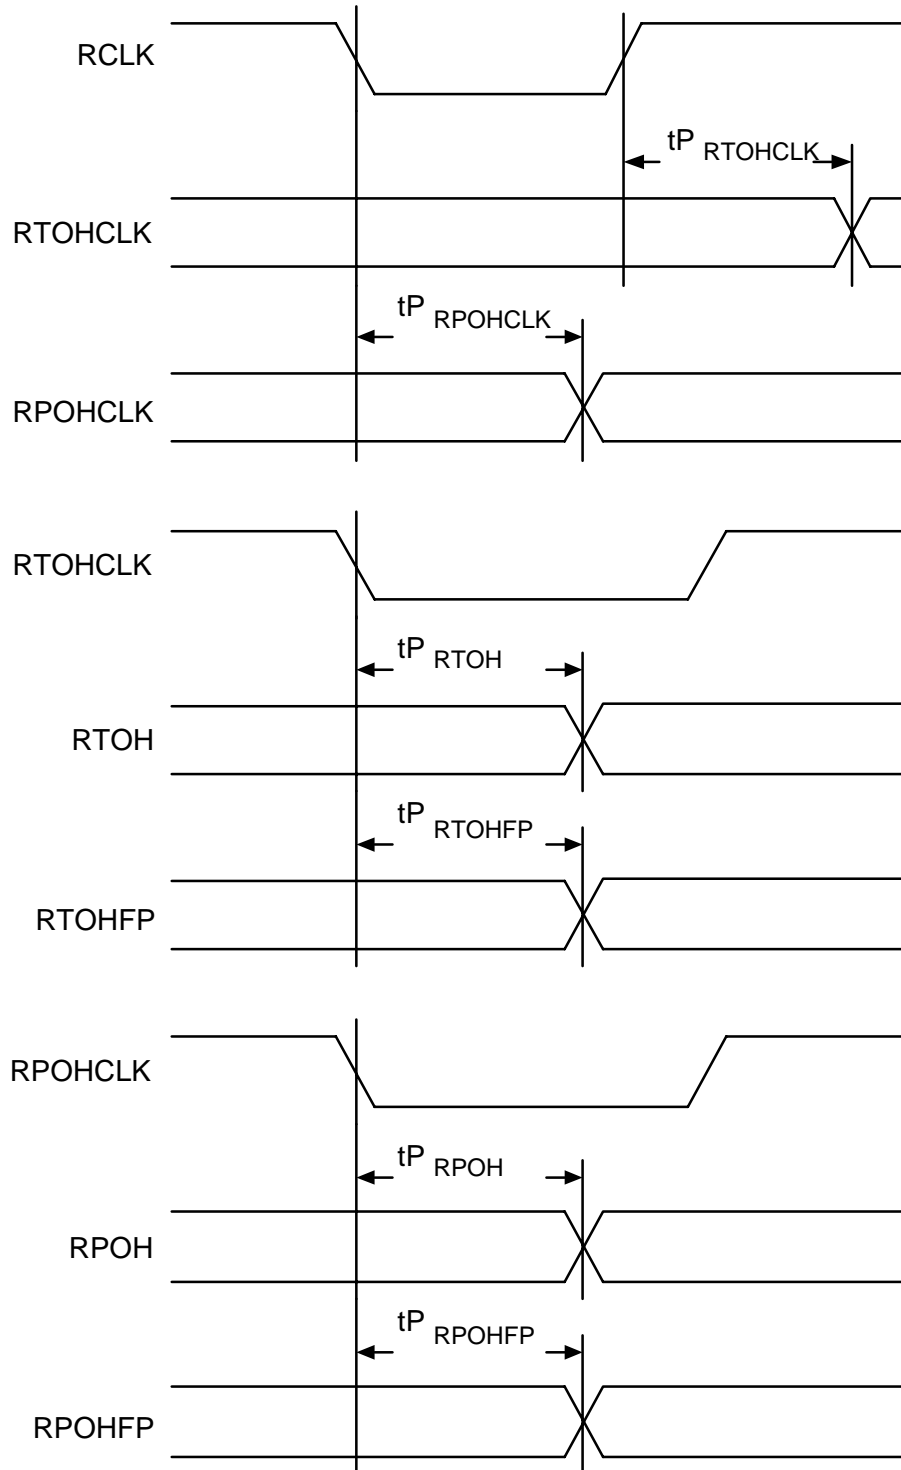 RCLK
tP RTOHCLK
RTOHCLK
tP RPOHCLK
RPOHCLK
RTOHCLK
tP RTOH
RTOH
tP RTOHFP
RTOHFP
RPOHCLK
tP RPOH
RPOH
tP RPOHFP
RPOHFP